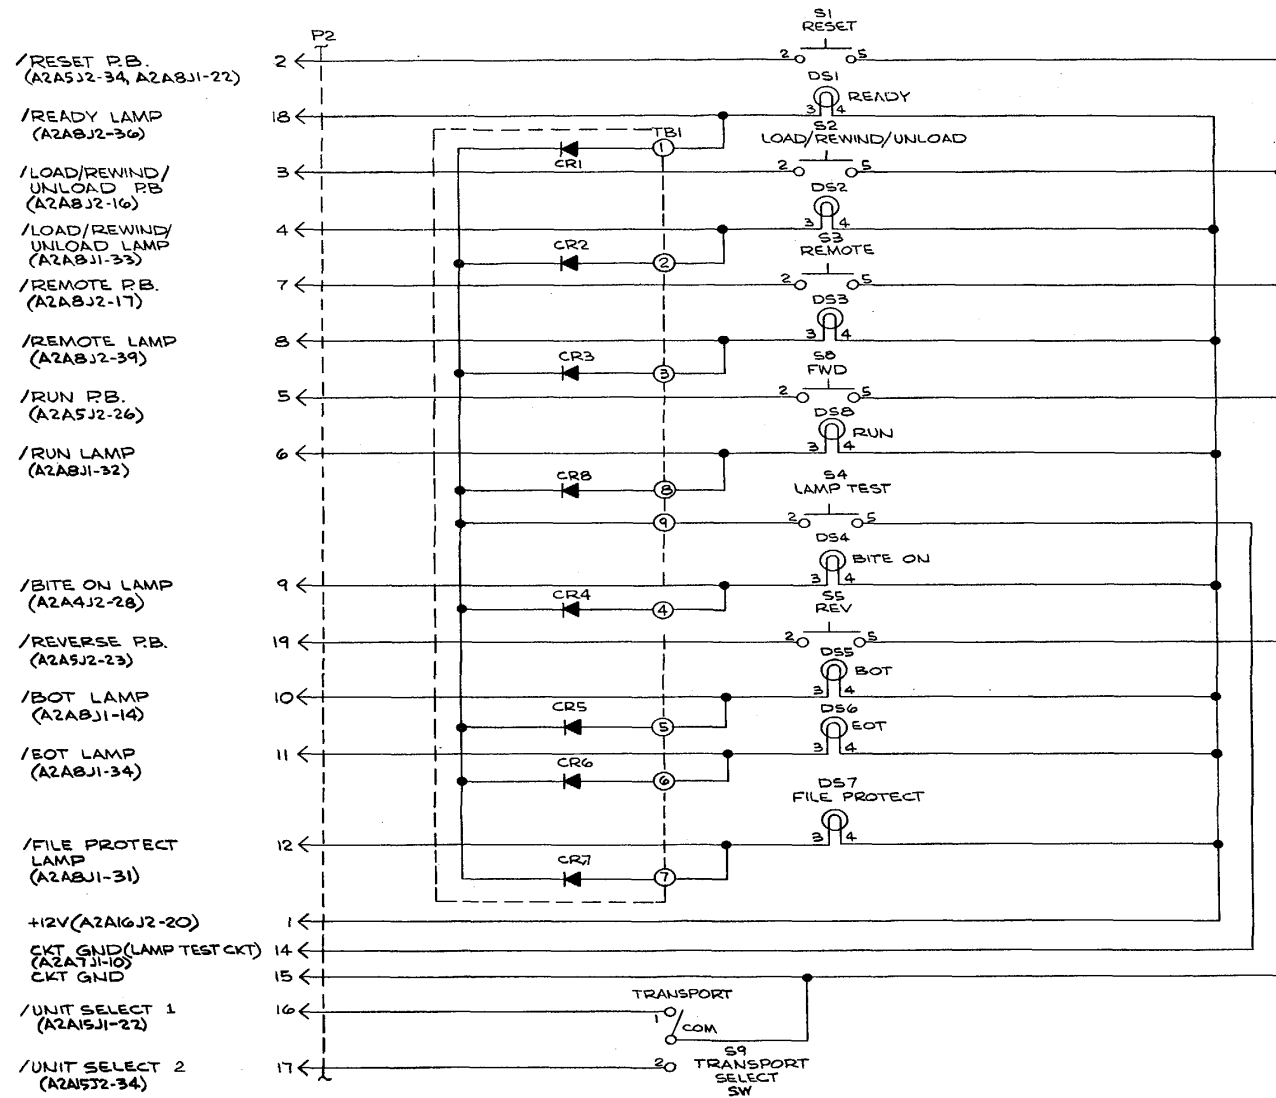 P2
S1
RESET
/RESET P.B.
(A2A5J2-34, A2A8J1-22)
2
2
5
DS1
READY
/READY LAMP
(A2A8J2-36)
18
3
4
S2
LOAD/REWIND/UNLOAD
TB1
1
CR1
/LOAD/REWIND/
UNLOAD P.B
(A2A8J2-16)
3
2
5
DS2
/LOAD/REWIND/
UNLOAD LAMP
(A2A8J1-33)
4
3
4
S3
REMOTE
CR2
2
/REMOTE P.B.
(A2A8J2-17)
7
2
5
DS3
/REMOTE LAMP
(A2A8J2-39)
8
3
4
CR3
3
S8
FWD
/RUN P.B.
(A2A5J2-26)
5
2
5
DS8
RUN
/RUN LAMP
(A2A8J1-32)
6
3
4
CR8
8
S4
LAMP TEST
9
2
5
DS4
BITE ON
/BITE ON LAMP
(A2A4J2-28)
9
3
4
CR4
4
S5
REV
/REVERSE P.B.
(A2A5J2-23)
19
2
5
DS5
BOT
/BOT LAMP
(A2A8J1-14)
10
3
4
CR5
5
DS6
EOT
/EOT LAMP
(A2A8J1-34)
11
3
4
CR6
6
DS7
FILE PROTECT
/FILE PROTECT
LAMP
(A2A8J1-31)
12
3
4
CR7
7
+12V(A2A16J2-20)
1
CKT GND(LAMP TEST CKT)
(A2A7J1-10)
14
CKT GND
15
TRANSPORT
/UNIT SELECT 1
(A2A15J1-22)
16
1
COM
/UNIT SELECT 2
(A2A15J2-34)
17
2
S9
TRANSPORT
SELECT
SW